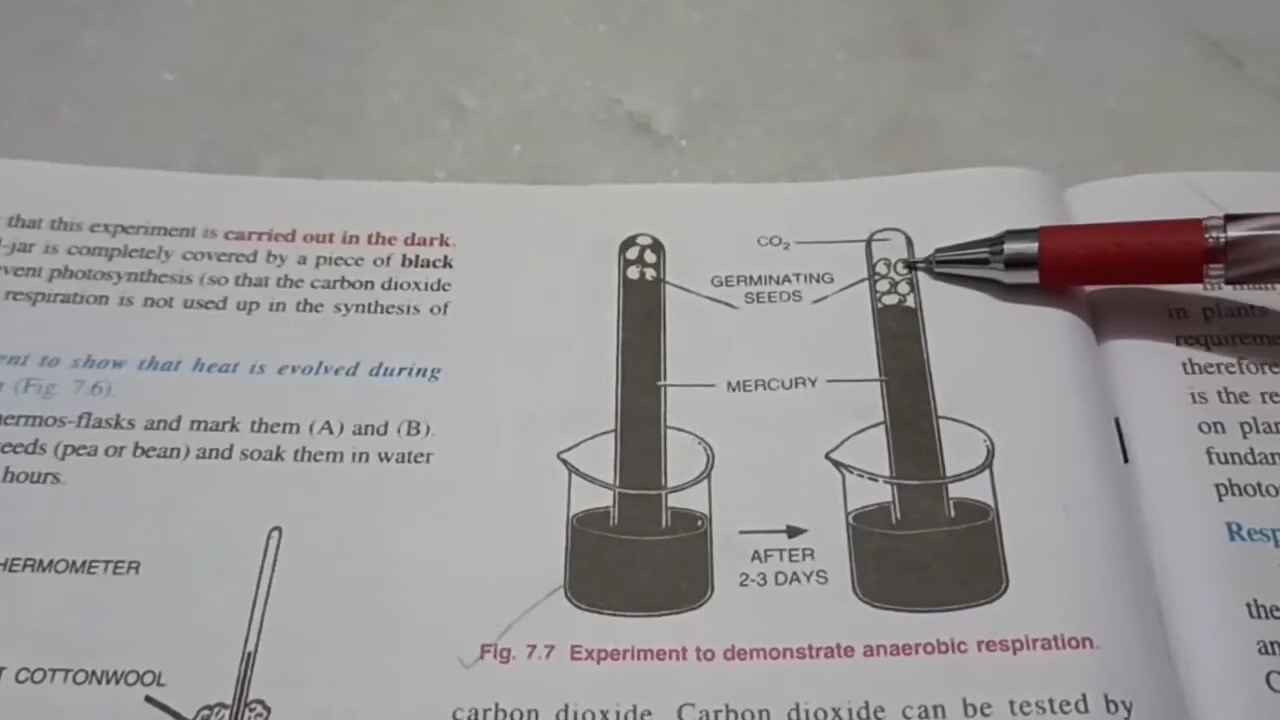 that this experiment is carried out in the dark.
-jar is completely covered by a piece of black
vent photosynthesis (so that the carbon dioxide
respiration is not used up in the synthesis of
ent to show that heat is evolved during
(Fig. 7.6).
ermos-flasks and mark them (A) and (B).
eeds (pea or bean) and soak them in water
hours.
HERMOMETER
T COTTONWOOL
CO₂
GERMINATING
SEEDS
MERCURY
AFTER
2-3 DAYS
Fig. 7.7 Experiment to demonstrate anaerobic respiration.
carbon dioxide. Carbon dioxide can be tested by
in plants
requireme
therefore
is the re
on plan
fundan
photo
Resp
the
an
C